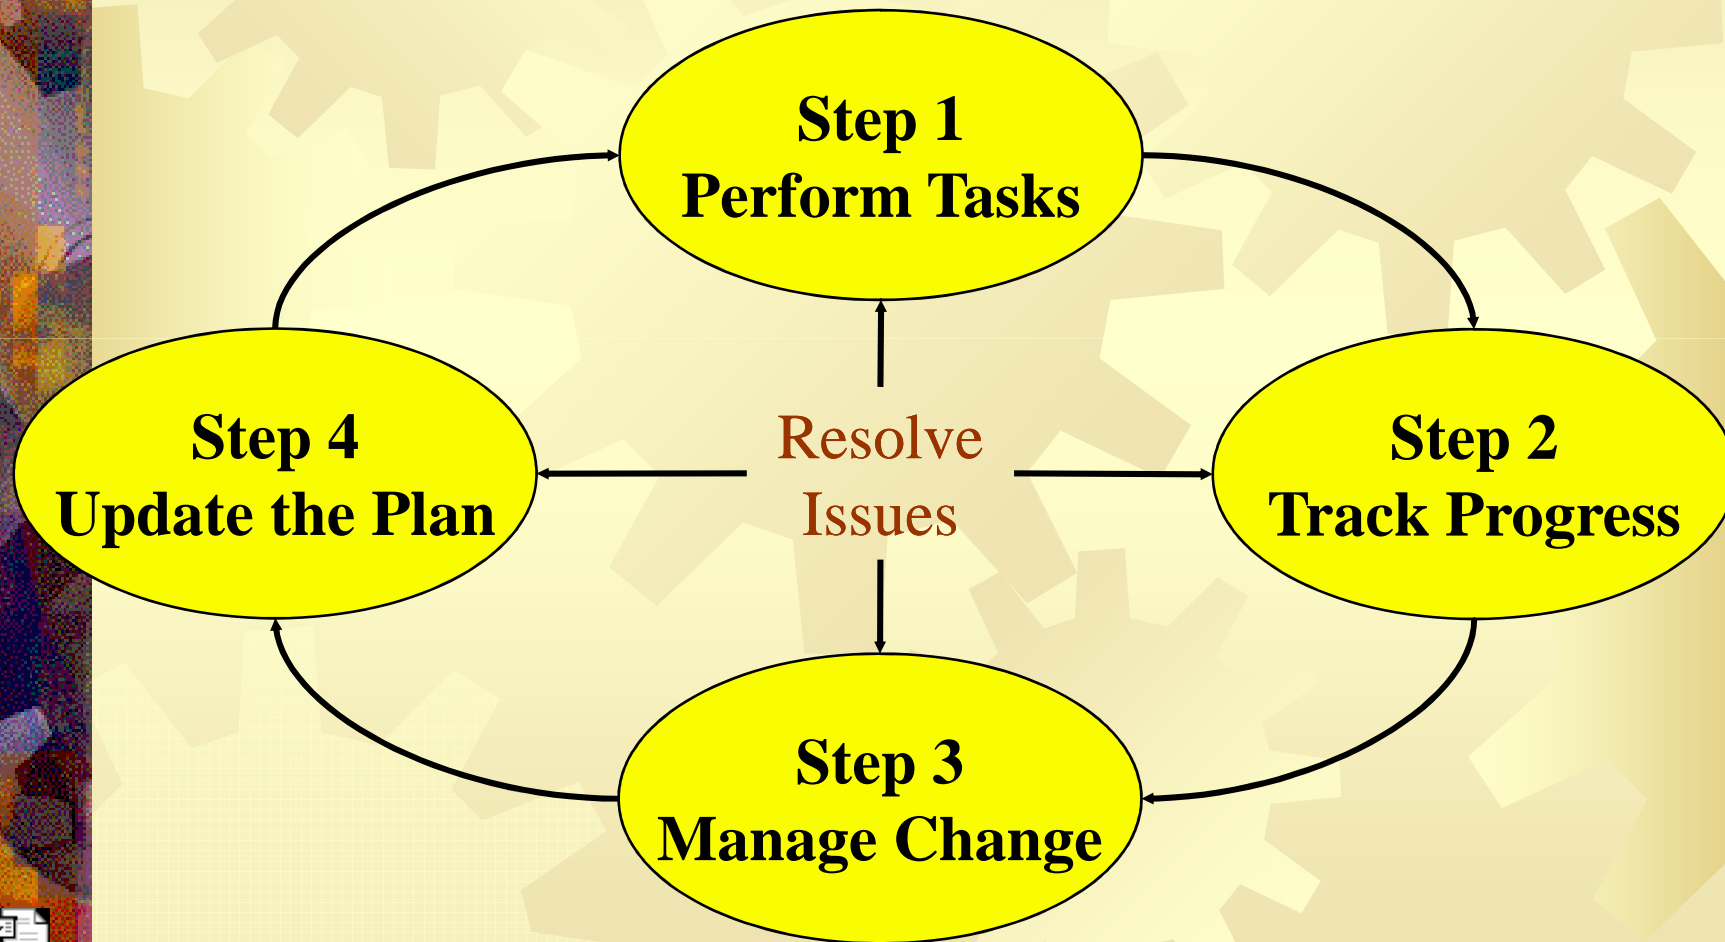 Step 1
Perform Tasks
Step 4
Update the Plan
Resolve
Issues
Step 2
Track Progress
Step 3
Manage Change